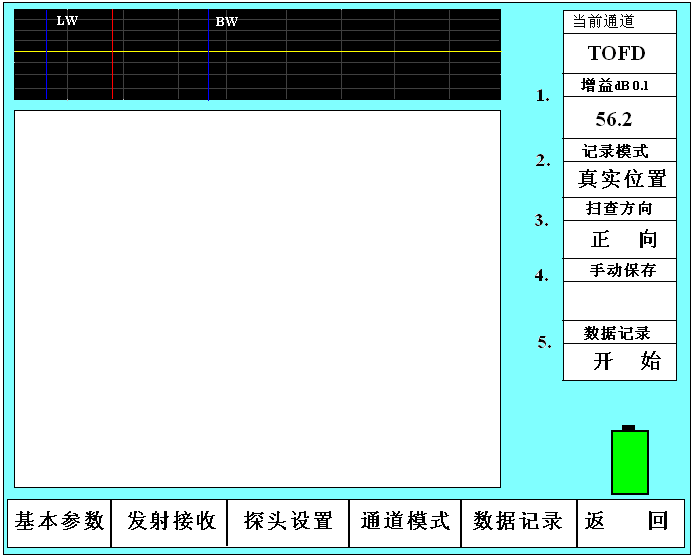 LW
BW
当前通道
TOFD
增益dB0.1
1.
56.2
记录模式
2.
真实位置
扫查方向
3.
正 向
手动保存
4.
数据记录
5.
开 始
基本参数 发射接收 探头设置 通道模式 数据记录 返 回